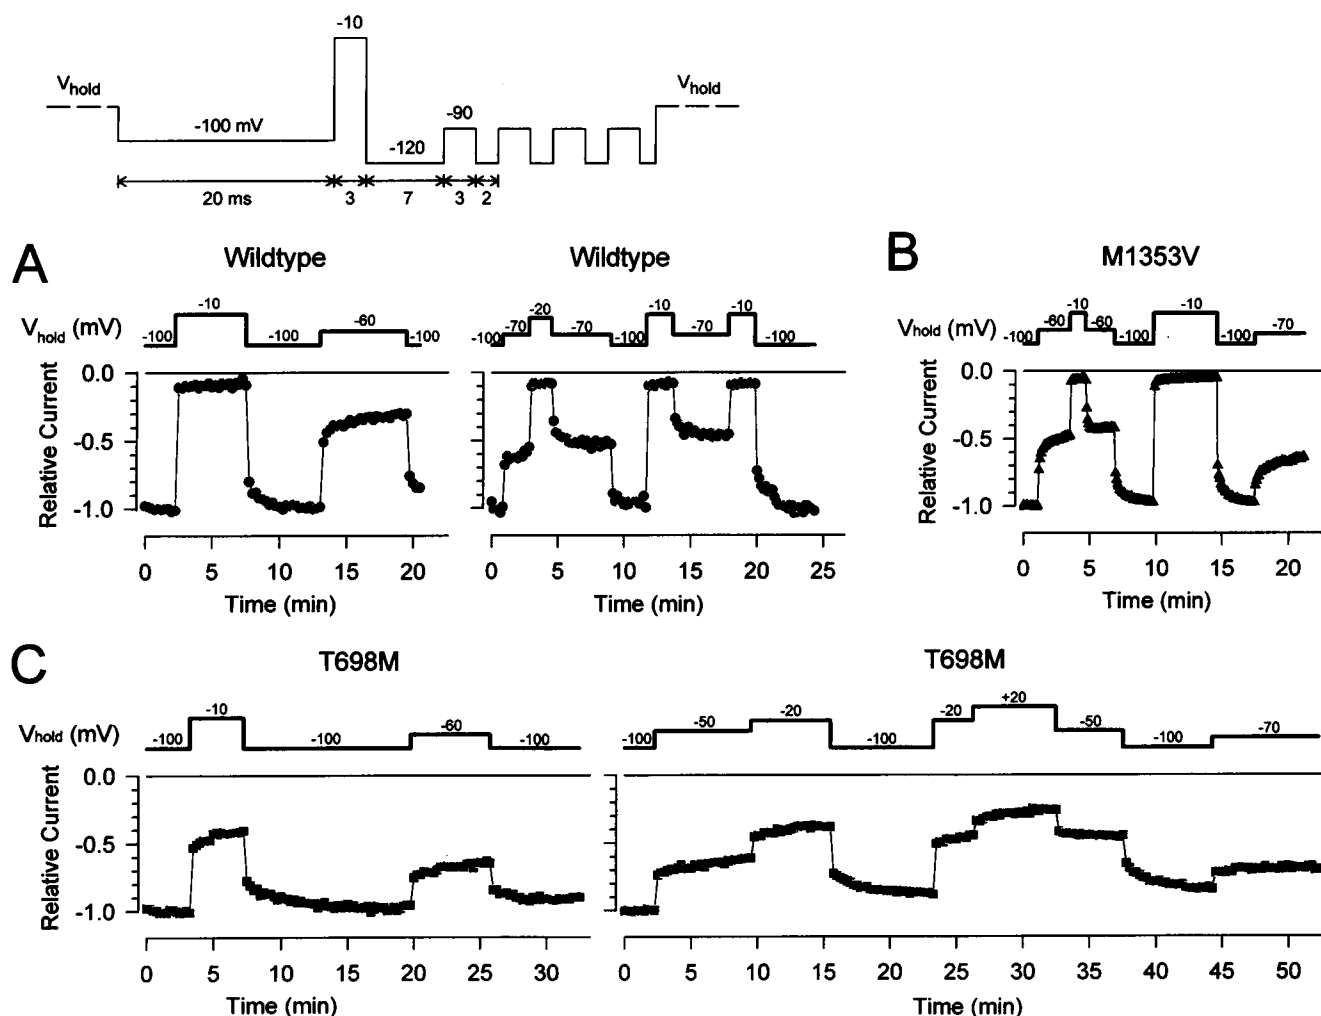 -10
V hold
V hold
-90
-100 mV
-120
20 ms 3 7 3 2
A
Wildtype
Wildtype
B
M1353V
V hold (mV)
-100 -10 -100 -60 -100
-100 -70 -20 -70 -100 -10 -70 -10 -100
V hold (mV)
-100 -60 -10 -60 -100 -10 -100 -70
Relative Current
0.0
-0.5
-1.0
0 5 10 15 20
Time (min)
0 5 10 15 20 25
Time (min)
Relative Current
0.0
-0.5
-1.0
0 5 10 15 20
Time (min)
C
T698M
T698M
V hold (mV)
-100 -10 -100 -60 -100
-100 -50 -20 -100 -20 +20 -50 -100 -70
Relative Current
0.0
-0.5
-1.0
0 5 10 15 20 25 30
Time (min)
0 5 10 15 20 25 30 35 40 45 50
Time (min)